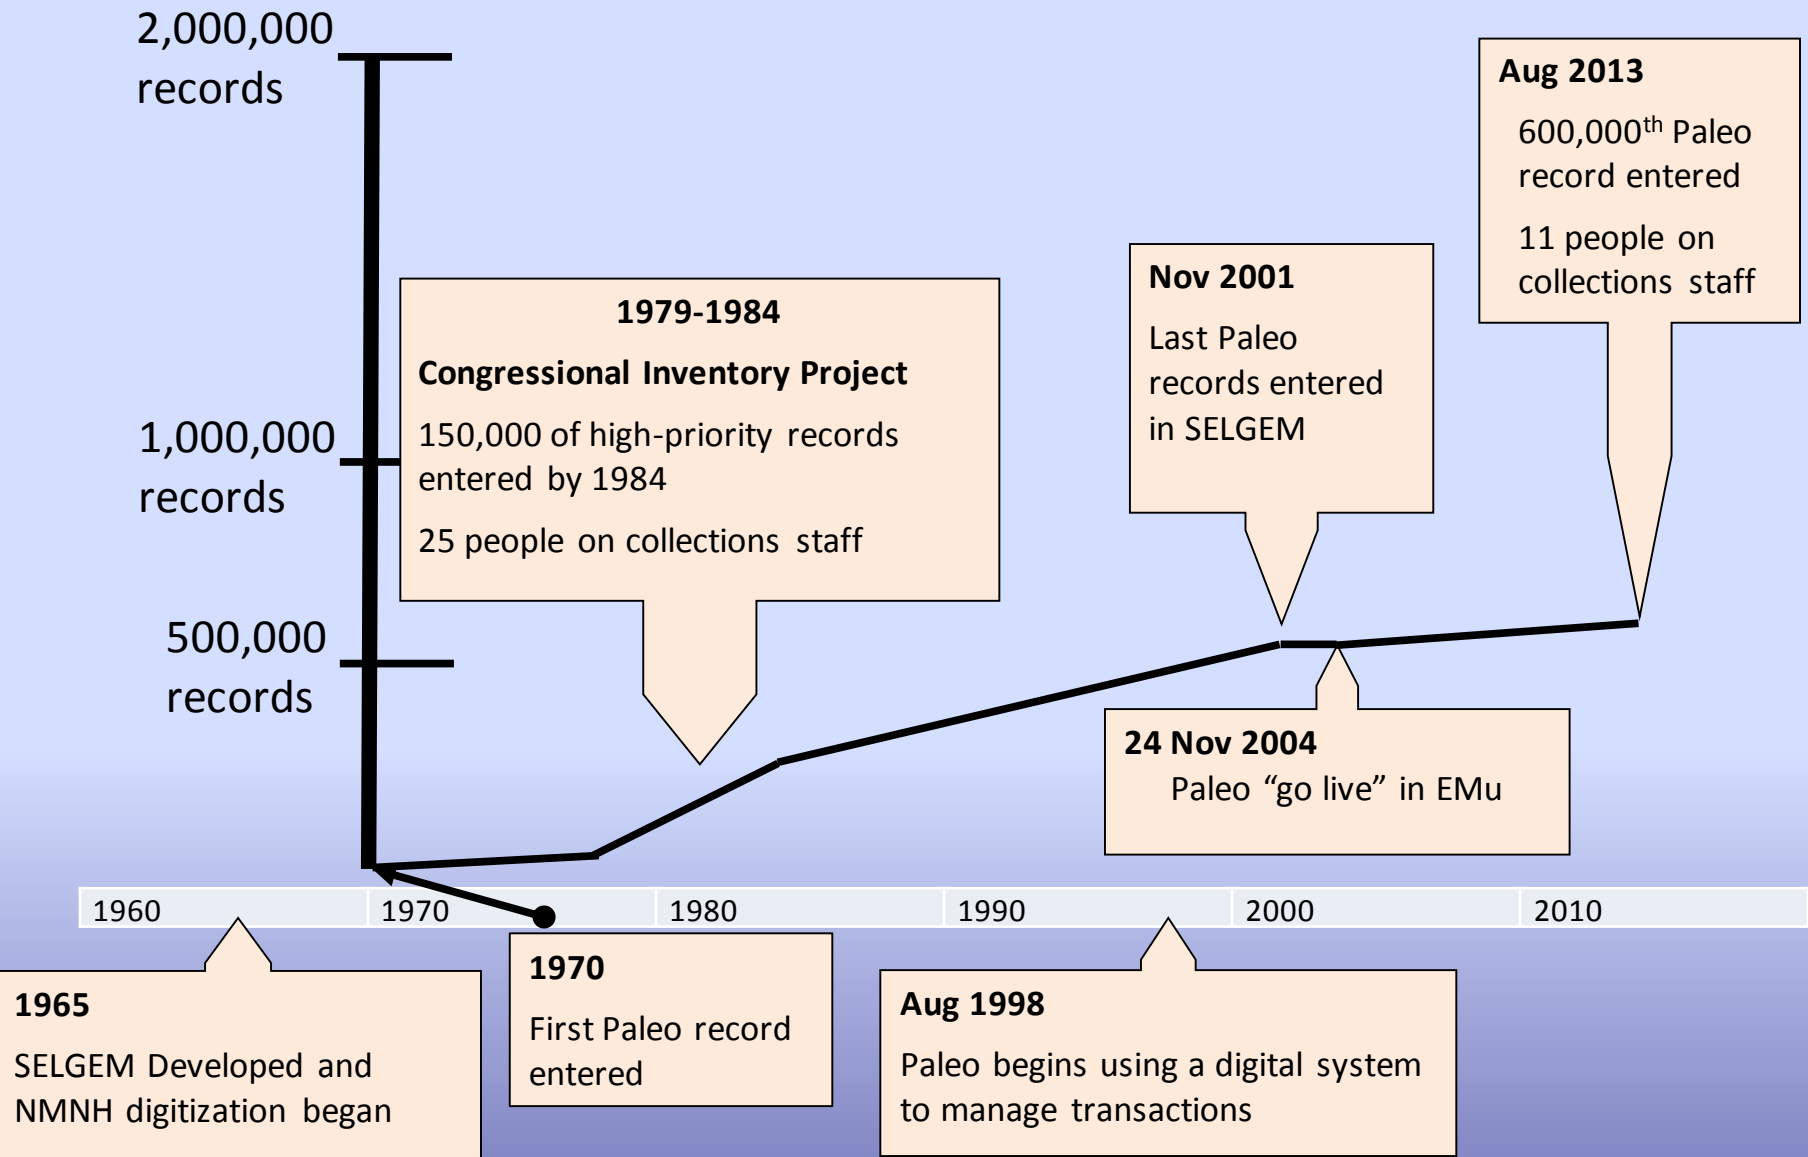 2,000,000
records
1,000,000
records
500,000
records
1979-1984
Congressional Inventory Project
150,000 of high-priority records
entered by 1984
25 people on collections staff
Nov 2001
Last Paleo
records entered
in SELGEM
Aug 2013
600,000th Paleo
record entered
11 people on
collections staff
24 Nov 2004
Paleo “go live” in EMu
1960
1970
1980
1990
2000
2010
1965
SELGEM Developed and
NMNH digitization began
1970
First Paleo record
entered
Aug 1998
Paleo begins using a digital system
to manage transactions